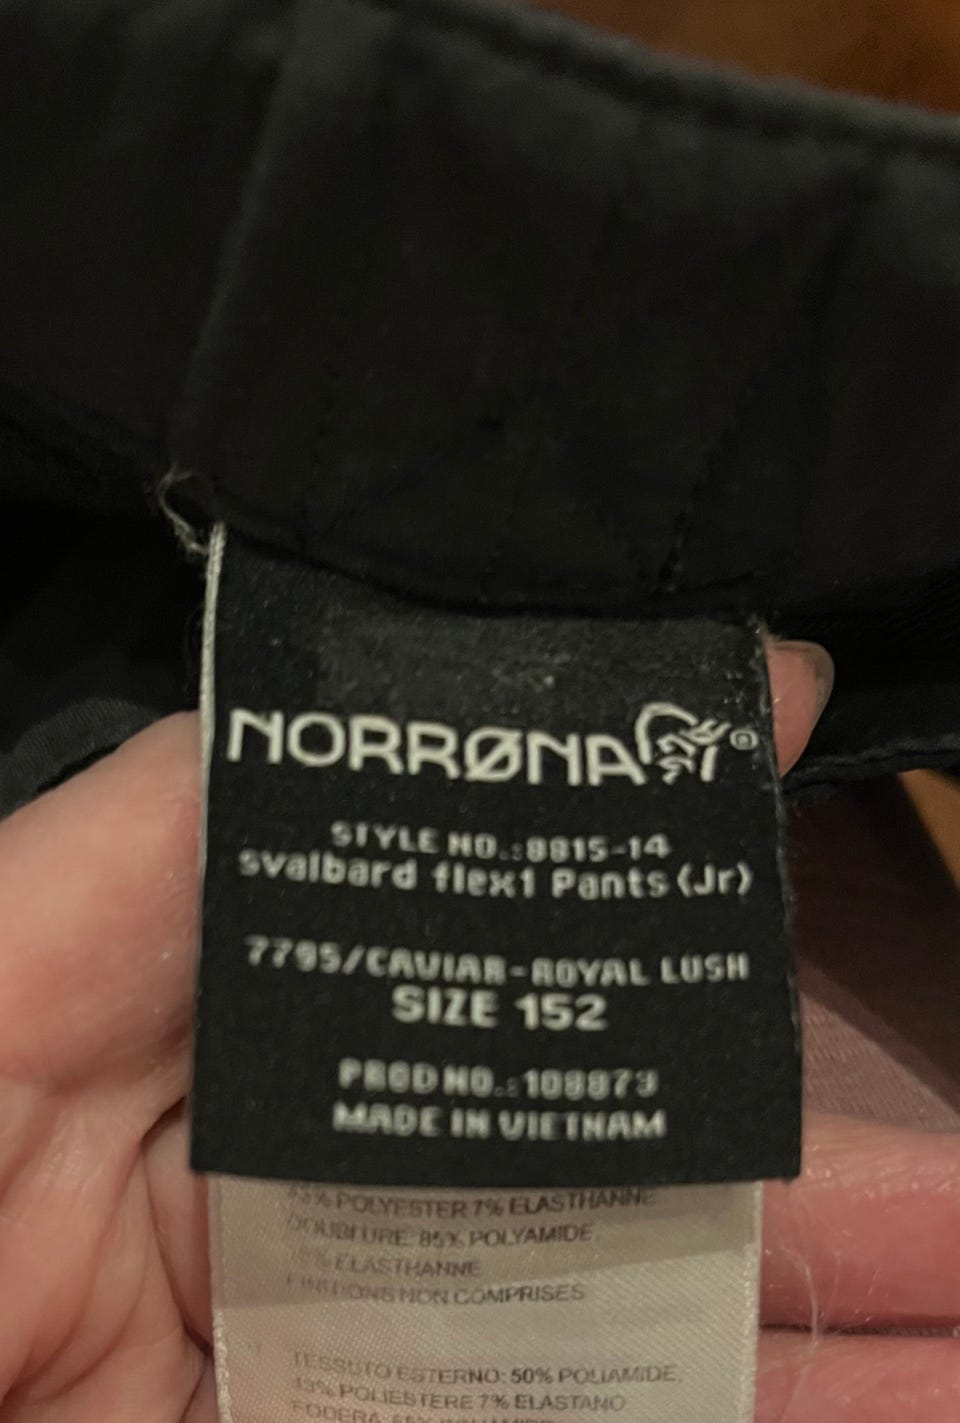 NORRØNA®
STYLE NO.:8815-14
svalbard flex1 Pants (Jr)
7795/CAVIAR-ROYAL LUSH
SIZE 152
PROD NO.: 108873
MADE IN VIETNAM
POLYESTER 7% ELASTHANNE
DOUBLURE: 85% POLYAMIDE,
15% ELASTHANNE
FINITIONS NON COMPRISES
TESSUTO ESTERNO: 50% POLIAMIDE,
43% POLIESTERE 7% ELASTANO
FODERA: